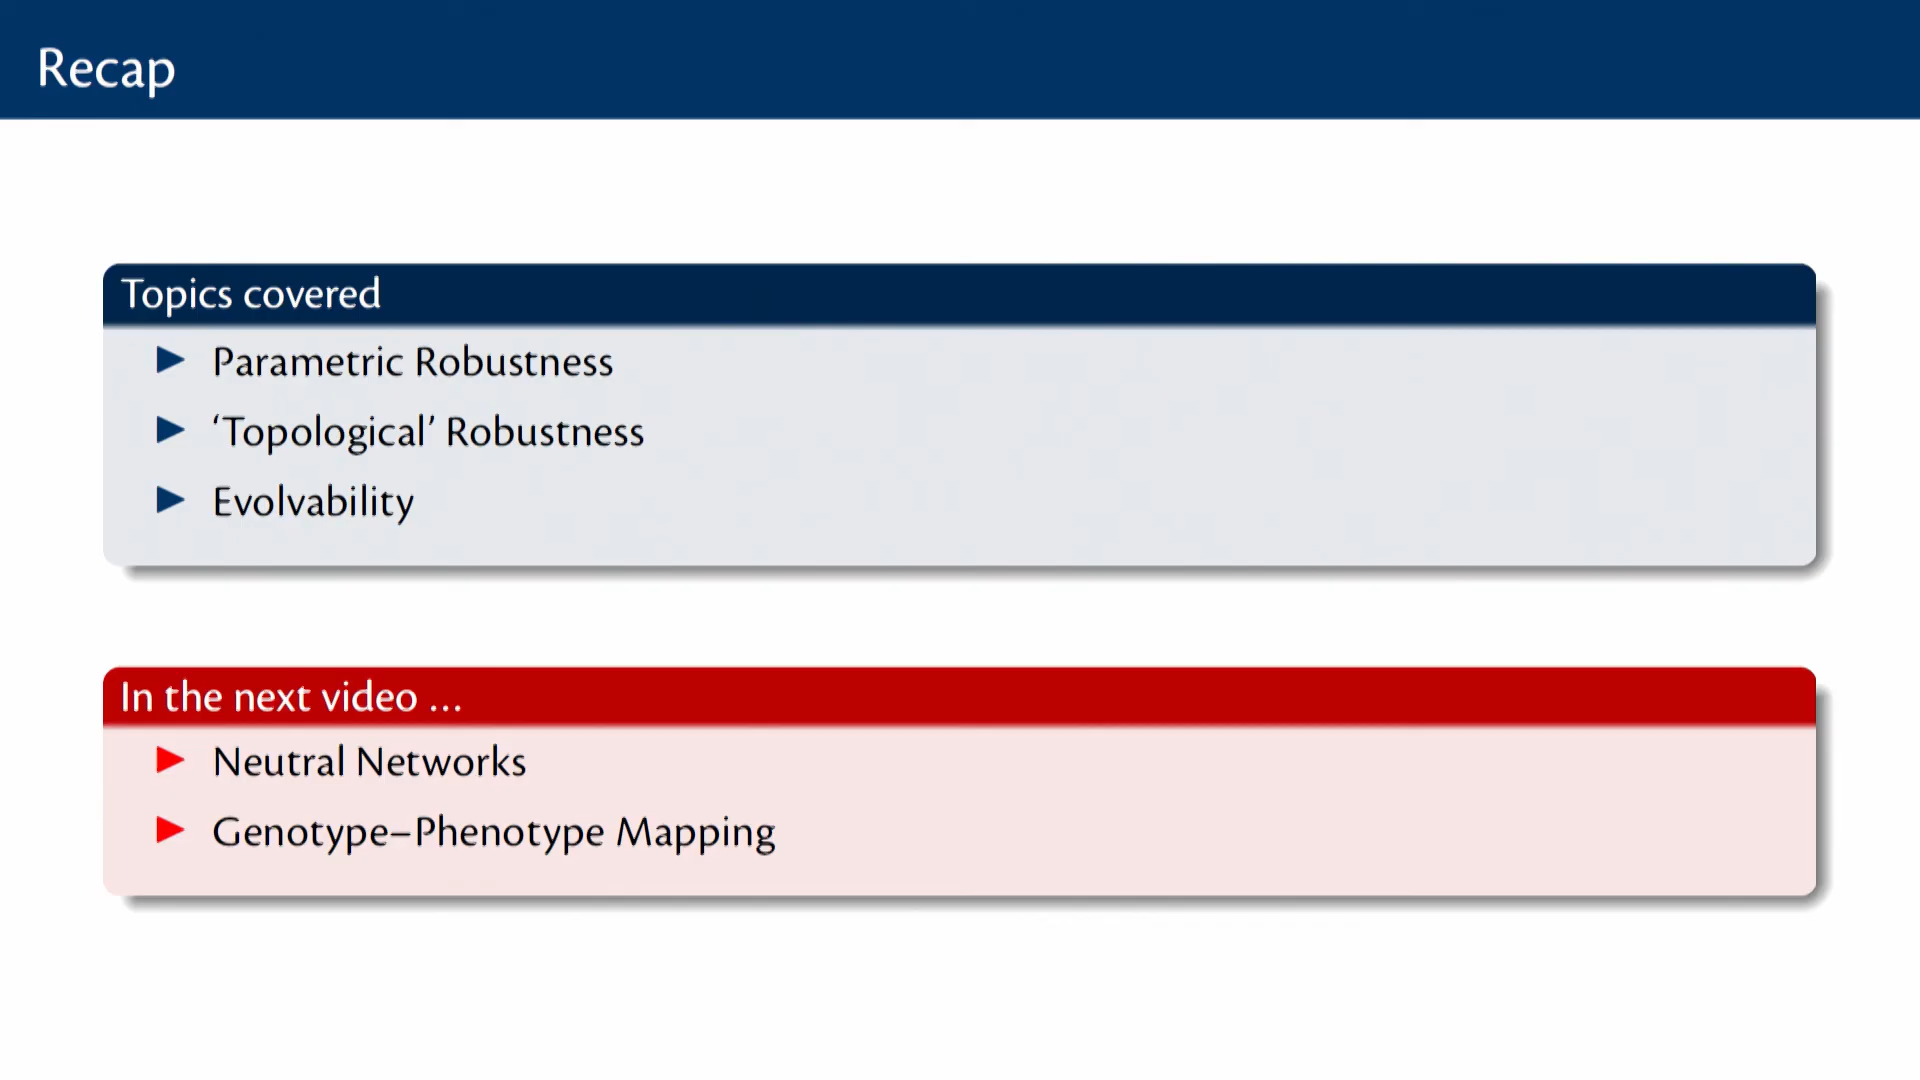 Recap
Topics covered
Parametric Robustness
‘Topological’ Robustness
Evolvability
In the next video ...
Neutral Networks
Genotype–Phenotype Mapping